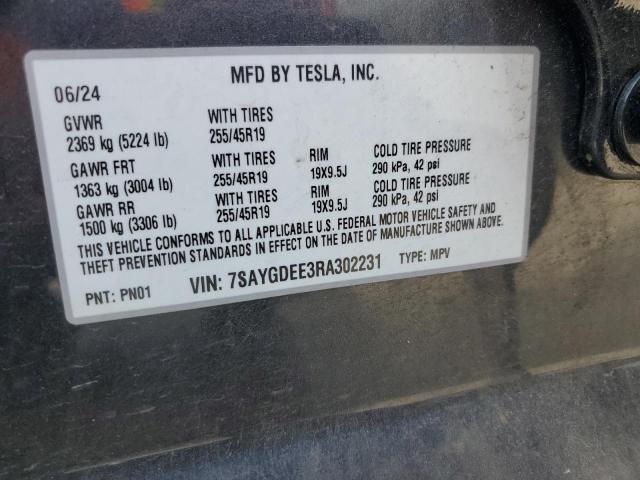 MFD BY TESLA, INC.
06/24
GVWR WITH TIRES
2369 kg (5224 lb) 255/45R19
GAWR FRT WITH TIRES RIM COLD TIRE PRESSURE
1363 kg (3004 lb) 255/45R19 19X9.5J 290 kPa, 42 psi
GAWR RR WITH TIRES RIM COLD TIRE PRESSURE
1500 kg (3306 lb) 255/45R19 19X9.5J 290 kPa, 42 psi
THIS VEHICLE CONFORMS TO ALL APPLICABLE U.S. FEDERAL MOTOR VEHICLE SAFETY AND
THEFT PREVENTION STANDARDS IN EFFECT ON THE DATE OF MANUFACTURE SHOWN ABOVE.
PNT: PN01 VIN: 7SAYGDEE3RA302231 TYPE: MPV